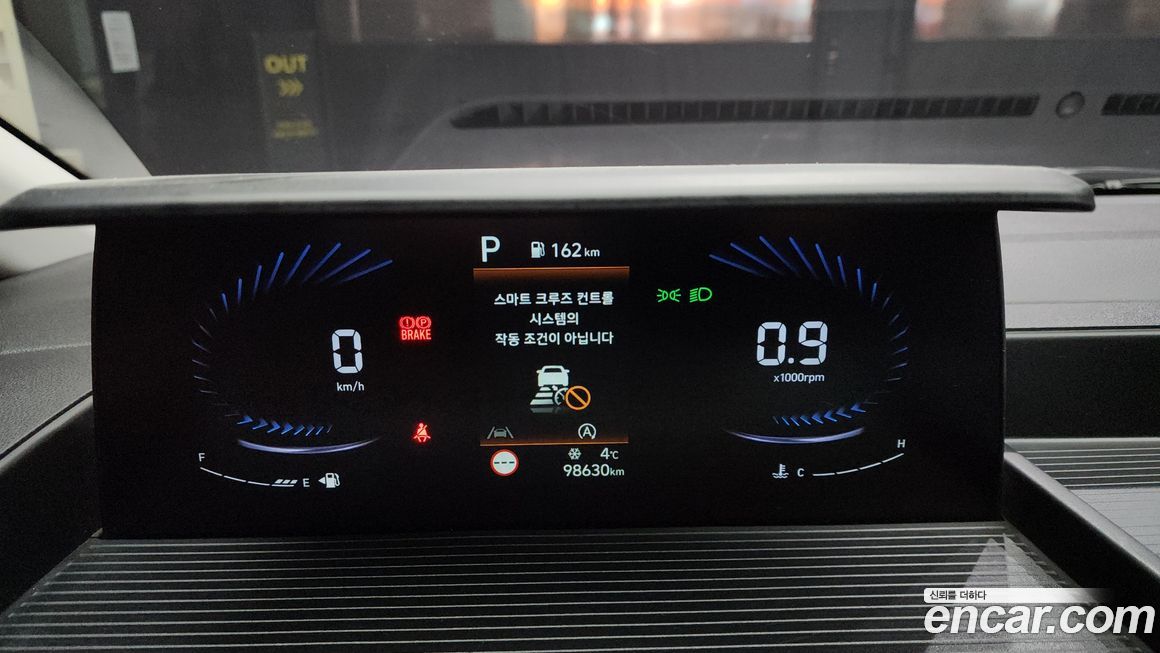 OUT
P 162 km
스마트 크루즈 컨트롤
시스템의
작동 조건이 아닙니다
P
BRAKE
0
km/h
0.9
x1000rpm
A
F
E
4℃
98630km
C
H
신뢰를 더하다
encar.com